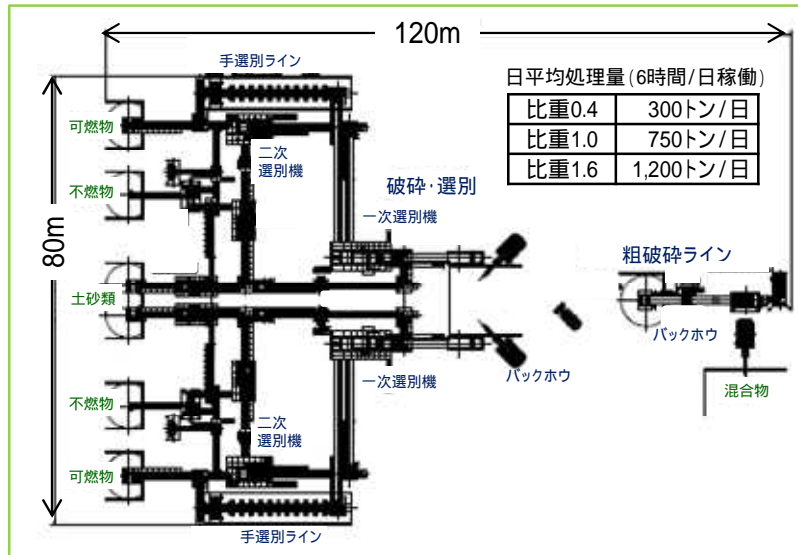 120m
手選別ライン
日平均処理量(6時間/日稼働)
比重0.4 300トン/日
比重1.0 750トン/日
比重1.6 1,200トン/日
可燃物
二次
選別機
不燃物
破砕・選別
一次選別機
80m
粗破砕ライン
土砂類
バックホウ
一次選別機
バックホウ
混合物
不燃物
二次
選別機
可燃物
手選別ライン